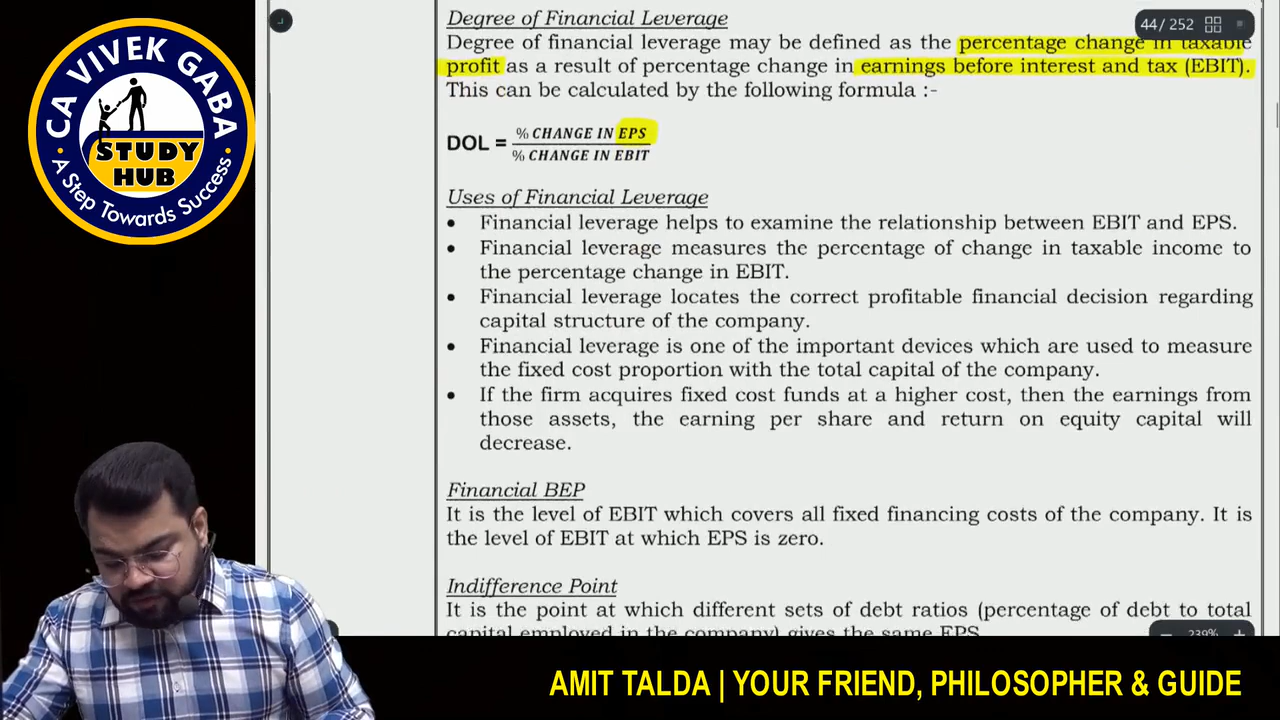 CA VIVEK GABA
STUDY
HUB
• A Step Towards Success •
44 / 252
Degree of Financial Leverage
Degree of financial leverage may be defined as the percentage change in taxable
profit as a result of percentage change in earnings before interest and tax (EBIT).
This can be calculated by the following formula :-
DOL = % CHANGE IN EPS
% CHANGE IN EBIT
Uses of Financial Leverage
• Financial leverage helps to examine the relationship between EBIT and EPS.
• Financial leverage measures the percentage of change in taxable income to
the percentage change in EBIT.
• Financial leverage locates the correct profitable financial decision regarding
capital structure of the company.
• Financial leverage is one of the important devices which are used to measure
the fixed cost proportion with the total capital of the company.
• If the firm acquires fixed cost funds at a higher cost, then the earnings from
those assets, the earning per share and return on equity capital will
decrease.
Financial BEP
It is the level of EBIT which covers all fixed financing costs of the company. It is
the level of EBIT at which EPS is zero.
Indifference Point
It is the point at which different sets of debt ratios (percentage of debt to total
capital employed in the company) gives the same EPS.
239%
AMIT TALDA | YOUR FRIEND, PHILOSOPHER & GUIDE